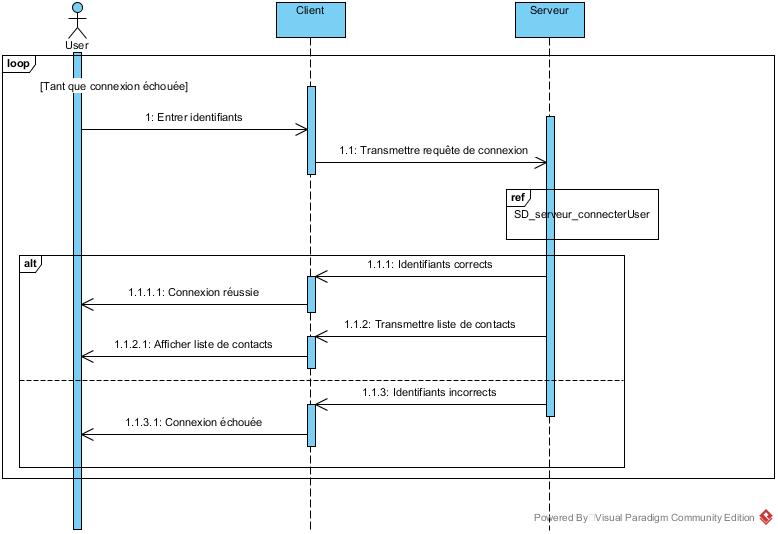 Client
Serveur
User
loop
[Tant que connexion échouée]
1: Entrer identifiants
1.1: Transmettre requête de connexion
ref
SD_serveur_connecterUser
alt
1.1.1: Identifiants corrects
1.1.1.1: Connexion réussie
1.1.2: Transmettre liste de contacts
1.1.2.1: Afficher liste de contacts
1.1.3: Identifiants incorrects
1.1.3.1: Connexion échouée
Powered By Visual Paradigm Community Edition